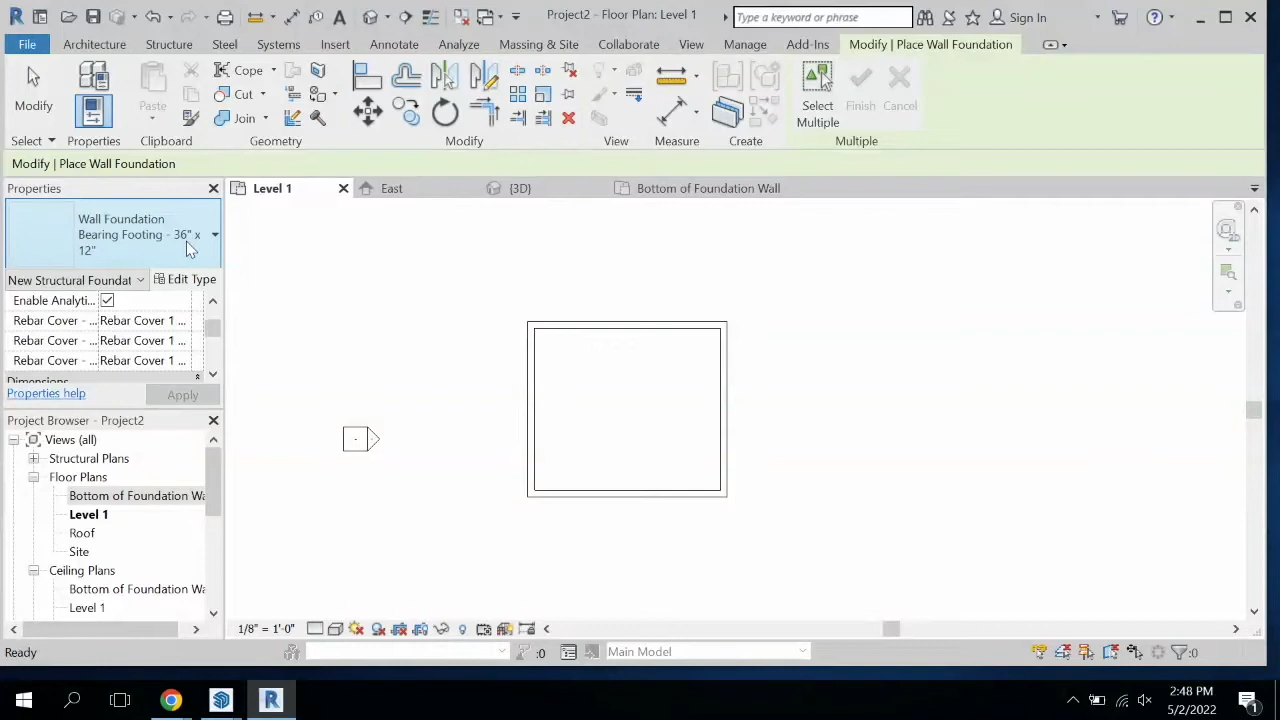 Project2 - Floor Plan: Level 1
Type a keyword or phrase
Sign In
File
Architecture
Structure
Steel
Systems
Insert
Annotate
Analyze
Massing & Site
Collaborate
View
Manage
Add-Ins
Modify | Place Wall Foundation
Modify
Paste
Cope
Cut
Join
Select Multiple
Finish
Cancel
Select
Properties
Clipboard
Geometry
Modify
View
Measure
Create
Multiple
Modify | Place Wall Foundation
Properties
Level 1
East
{3D}
Bottom of Foundation Wall
Wall Foundation
Bearing Footing - 36" x
12"
New Structural Foundat
Edit Type
Enable Analyti...
Rebar Cover - ... Rebar Cover 1 ...
Rebar Cover - ... Rebar Cover 1 ...
Rebar Cover - ... Rebar Cover 1 ...
Dimensions
Properties help
Apply
Project Browser - Project2
Views (all)
Structural Plans
Floor Plans
Bottom of Foundation Wa
Level 1
Roof
Site
Ceiling Plans
Bottom of Foundation Wa
Level 1
1/8" = 1'-0"
Ready
:0
Main Model
:0
2:48 PM
5/2/2022